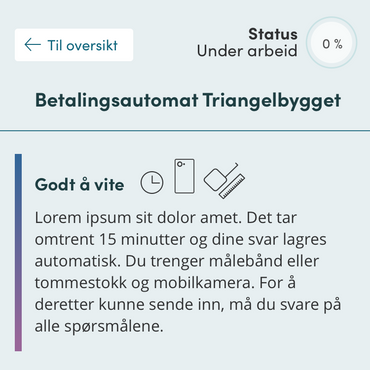 Til oversikt
Status
Under arbeid
0 %
Betalingsautomat Triangelbygget
Godt å vite
Lorem ipsum sit dolor amet. Det tar
omtrent 15 minutter og dine svar lagres
automatisk. Du trenger målebånd eller
tommestokk og mobilkamera. For å
deretter kunne sende inn, må du svare på
alle spørsmålene.